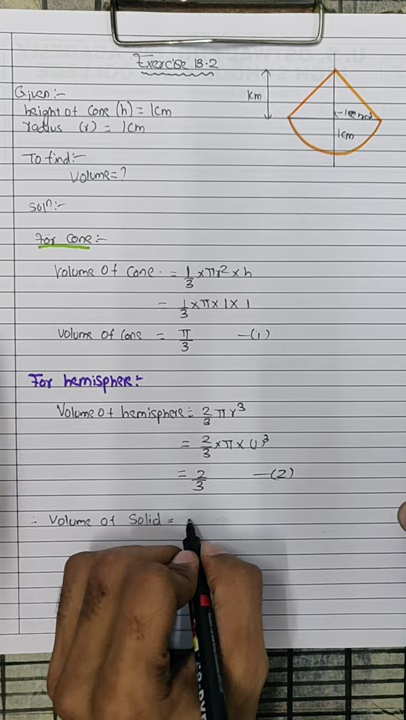 Exercise 13.2
Given:-
height of cone (h) = 1cm
radius (r) = 1cm
1cm
1cm
To find:-
Volume = ?
Solⁿ:-
For cone:-
Volume of cone = 1/3 × πr² × h
= 1/3 × π × 1 × 1
Volume of cone = π/3 —(1)
For hemisphere:-
Volume of hemisphere = 2/3 πr³
= 2/3 × π × (1)³
= 2/3 —(2)
∴ Volume of Solid =